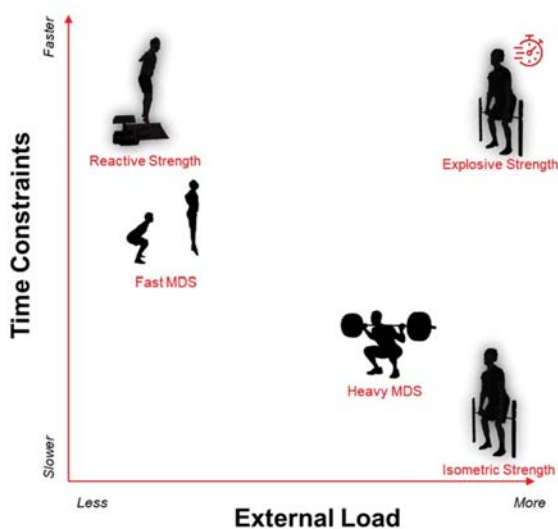 Faster
Reactive Strength
Explosive Strength
Fast MDS
Time Constraints
Heavy MDS
Isometric Strength
Slower
Less
External Load
More